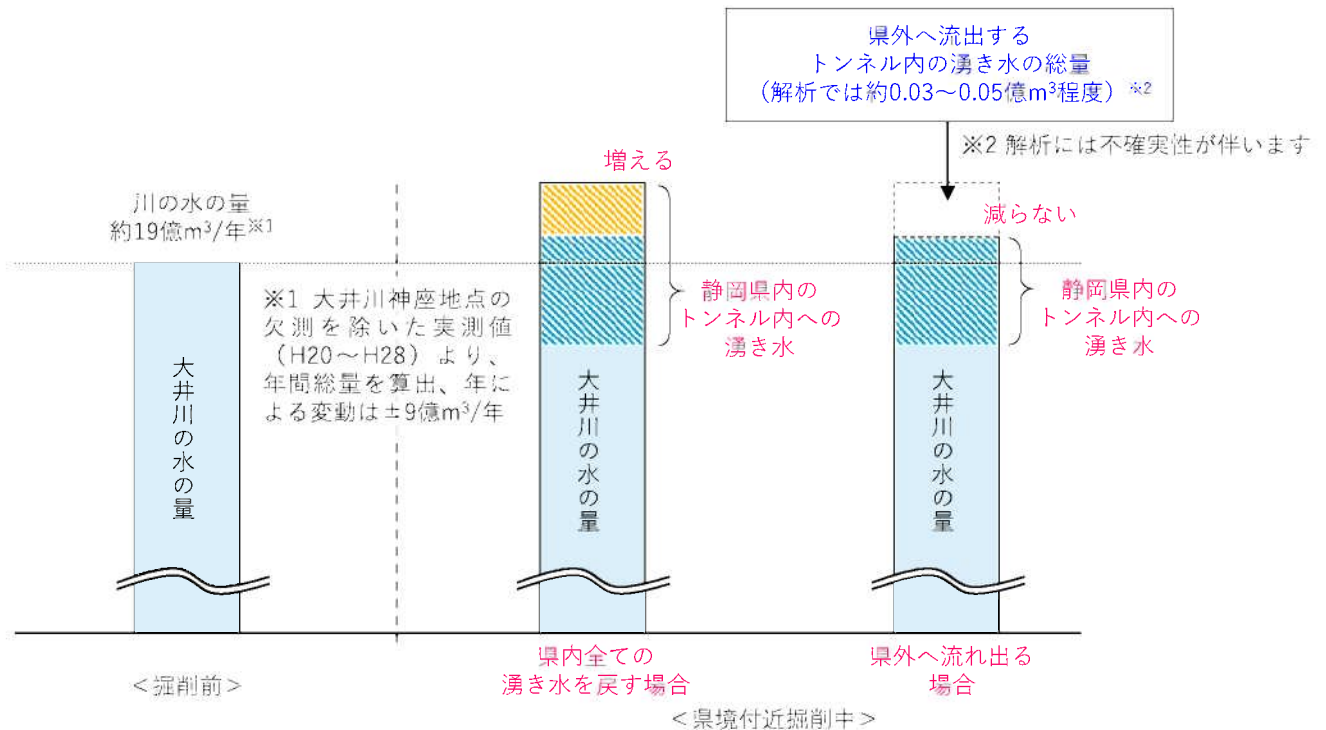 県外へ流出する
トンネル内の湧き水の総量
（解析では約0.03～0.05億m³程度）※2
※2 解析には不確実性が伴います
川の水の量
約19億m³/年※1
大井川の水の量
※1 大井川神座地点の
欠測を除いた実測値
（H20～H28）より、
年間総量を算出、年に
よる変動は±9億m³/年
増える
静岡県内の
トンネル内への
湧き水
大井川の水の量
減らない
静岡県内の
トンネル内への
湧き水
大井川の水の量
＜掘削前＞
県内全ての
湧き水を戻す場合
県外へ流れ出る
場合
＜県境付近掘削中＞